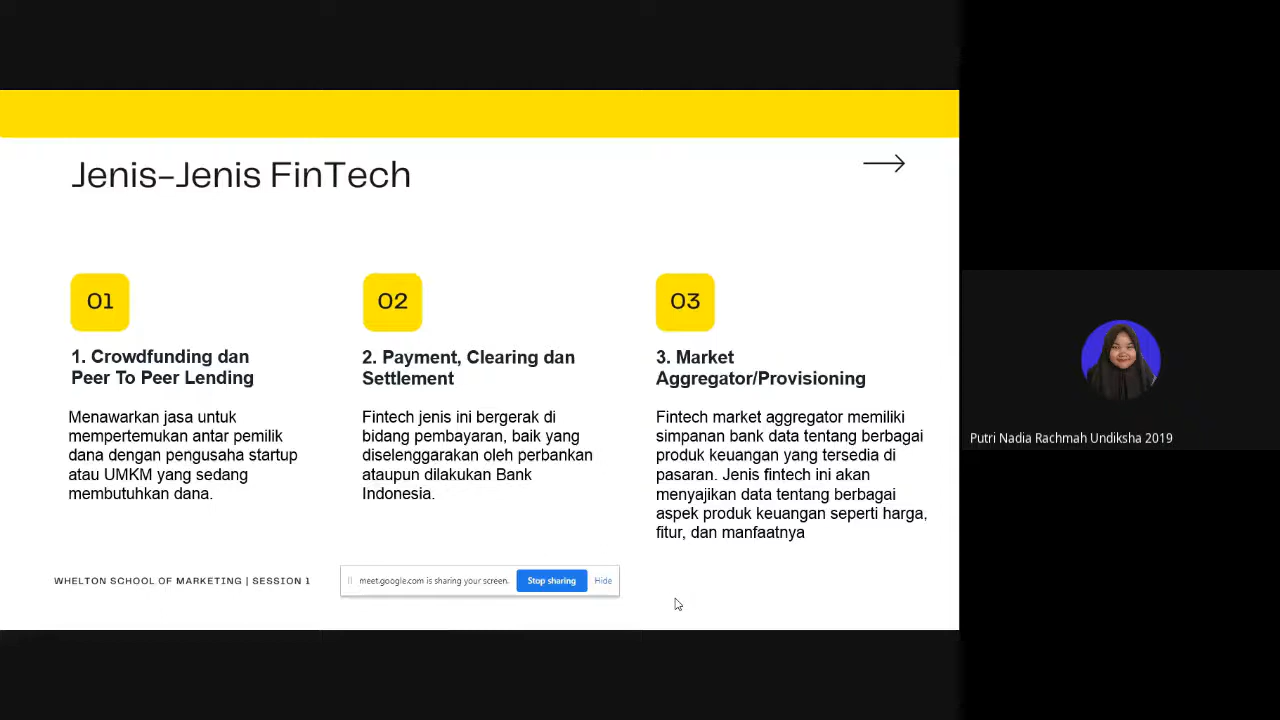 Jenis-Jenis FinTech
01
1. Crowdfunding dan
Peer To Peer Lending
Menawarkan jasa untuk
mempertemukan antar pemilik
dana dengan pengusaha startup
atau UMKM yang sedang
membutuhkan dana.
02
2. Payment, Clearing dan
Settlement
Fintech jenis ini bergerak di
bidang pembayaran, baik yang
diselenggarakan oleh perbankan
ataupun dilakukan Bank
Indonesia.
03
3. Market
Aggregator/Provisioning
Fintech market aggregator memiliki
simpanan bank data tentang berbagai
produk keuangan yang tersedia di
pasaran. Jenis fintech ini akan
menyajikan data tentang berbagai
aspek produk keuangan seperti harga,
fitur, dan manfaatnya
WHELTON SCHOOL OF MARKETING | SESSION 1
meet.google.com is sharing your screen. Stop sharing Hide
Putri Nadia Rachmah Undiksha 2019